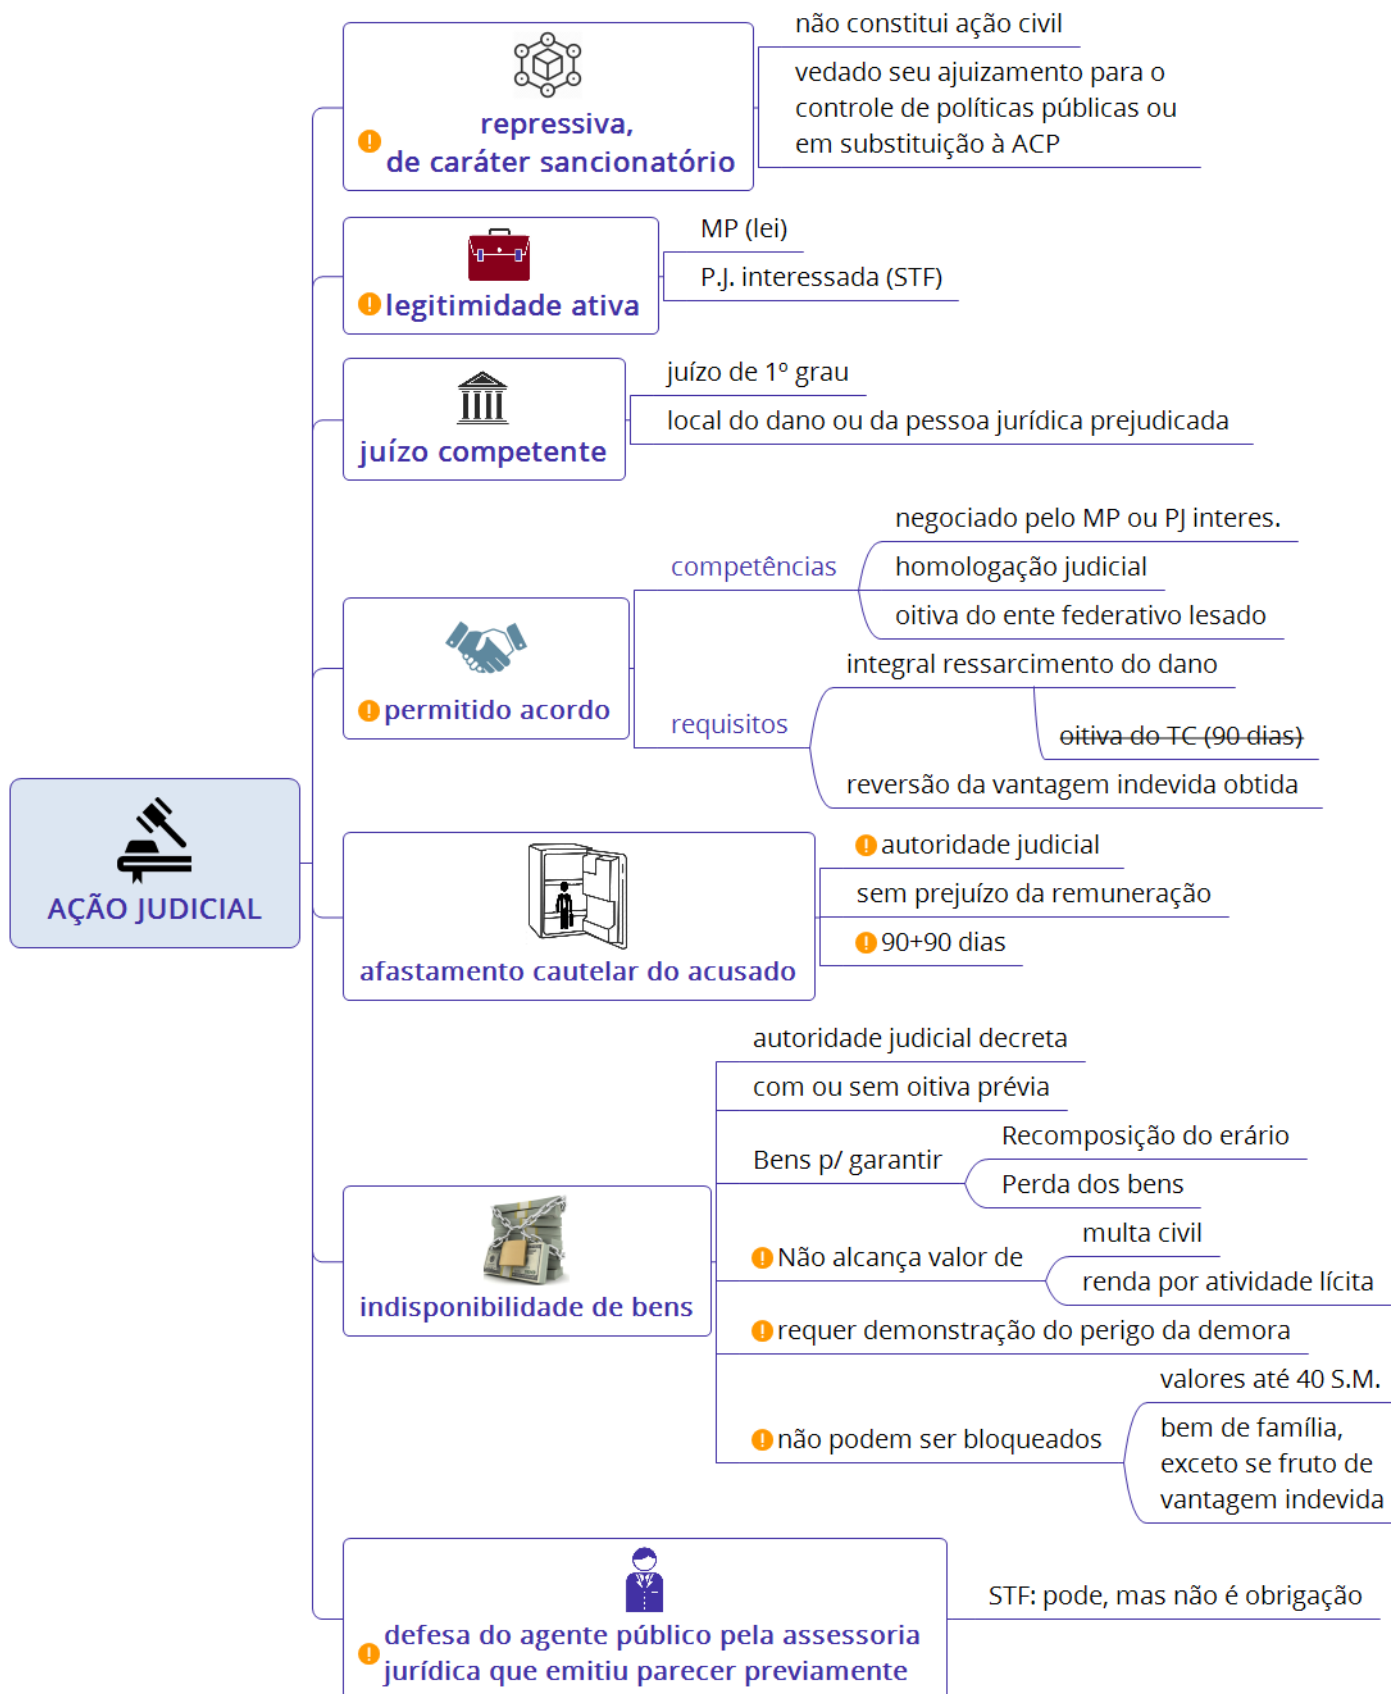 não constitui ação civil
vedado seu ajuizamento para o
controle de políticas públicas ou
em substituição à ACP
repressiva,
de caráter sancionatório
MP (lei)
P.J. interessada (STF)
legitimidade ativa
juízo de 1º grau
local do dano ou da pessoa jurídica prejudicada
juízo competente
negociado pelo MP ou PJ interes.
competências
homologação judicial
oitiva do ente federativo lesado
integral ressarcimento do dano
permitido acordo
requisitos
oitiva do TC (90 dias)
reversão da vantagem indevida obtida
AÇÃO JUDICIAL
autoridade judicial
sem prejuízo da remuneração
90+90 dias
afastamento cautelar do acusado
autoridade judicial decreta
com ou sem oitiva prévia
Bens p/ garantir
Recomposição do erário
Perda dos bens
Não alcança valor de
multa civil
renda por atividade lícita
indisponibilidade de bens
requer demonstração do perigo da demora
não podem ser bloqueados
valores até 40 S.M.
bem de família,
exceto se fruto de
vantagem indevida
defesa do agente público pela assessoria
jurídica que emitiu parecer previamente
STF: pode, mas não é obrigação